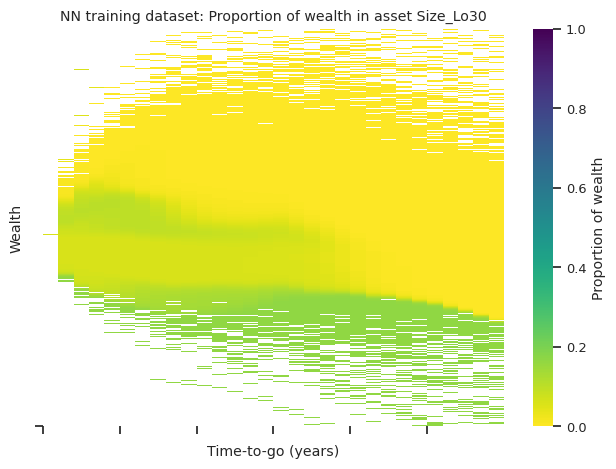 NN training dataset: Proportion of wealth in asset Size_Lo30
Wealth
Time-to-go (years)
1.0
0.8
0.6
0.4
0.2
0.0
Proportion of wealth